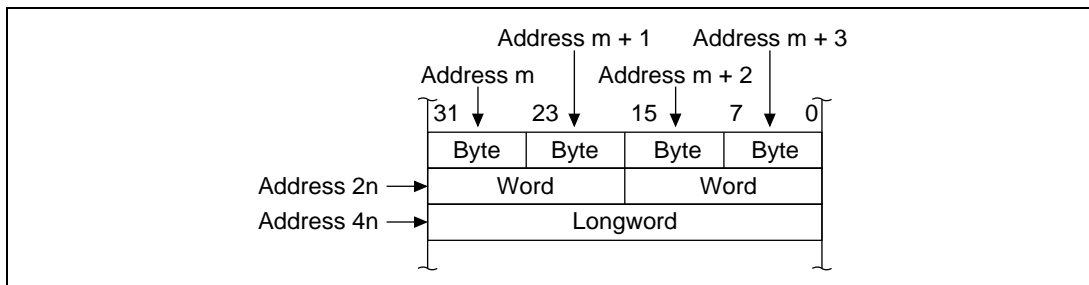 Address m + 1 Address m + 3
Address m Address m + 2
31 23 15 7 0
Byte Byte Byte Byte
Address 2n Word Word
Address 4n Longword